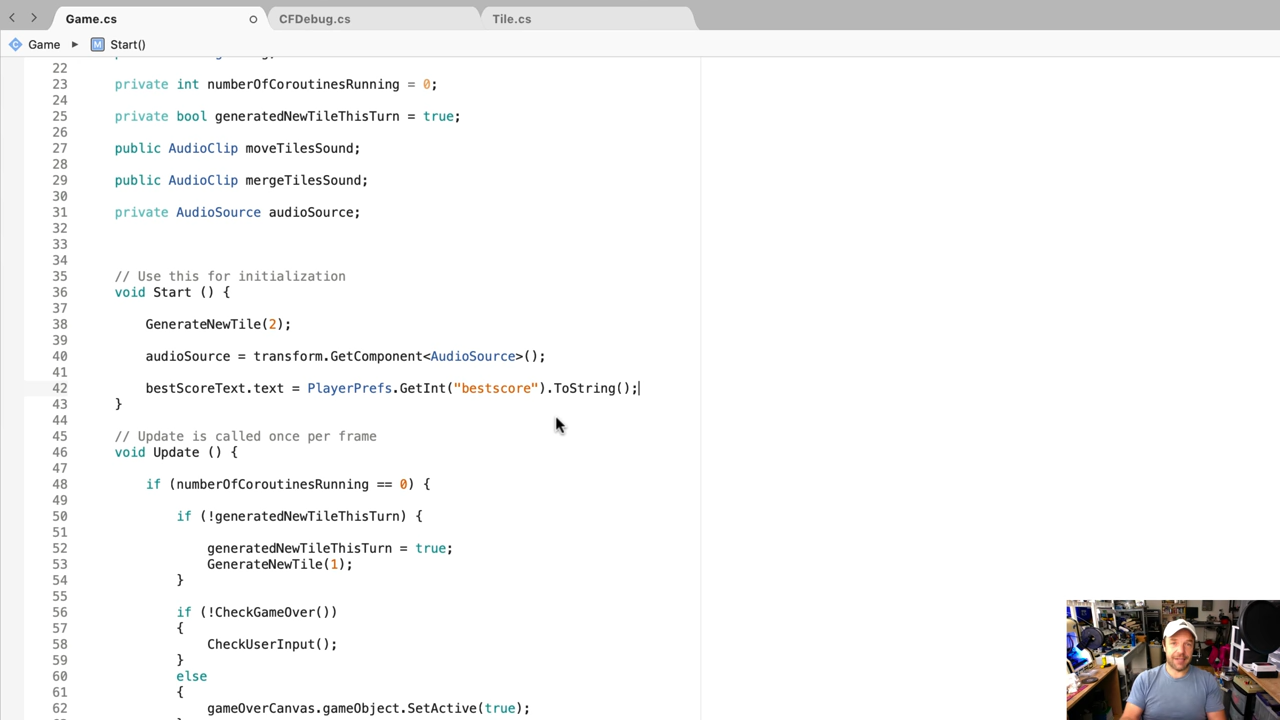 Game.cs
CFDebug.cs
Tile.cs
Game ▶ M Start()
22
23 private int numberOfCoroutinesRunning = 0;
24
25 private bool generatedNewTileThisTurn = true;
26
27 public AudioClip moveTilesSound;
28
29 public AudioClip mergeTilesSound;
30
31 private AudioSource audioSource;
32
33
34
35 // Use this for initialization
36 void Start () {
37
38 GenerateNewTile(2);
39
40 audioSource = transform.GetComponent<AudioSource>();
41
42 bestScoreText.text = PlayerPrefs.GetInt("bestscore").ToString();
43 }
44
45 // Update is called once per frame
46 void Update () {
47
48 if (numberOfCoroutinesRunning == 0) {
49
50 if (!generatedNewTileThisTurn) {
51
52 generatedNewTileThisTurn = true;
53 GenerateNewTile(1);
54 }
55
56 if (!CheckGameOver())
57 {
58 CheckUserInput();
59 }
60 else
61 {
62 gameOverCanvas.gameObject.SetActive(true);